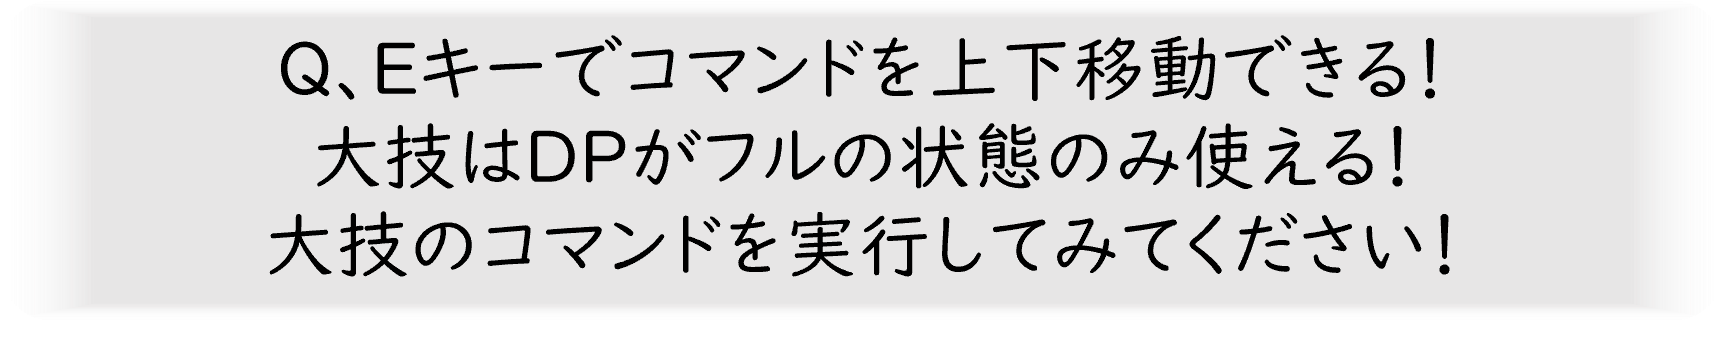 Q、Eキーでコマンドを上下移動できる！
大技はDPがフルの状態のみ使える！
大技のコマンドを実行してみてください！